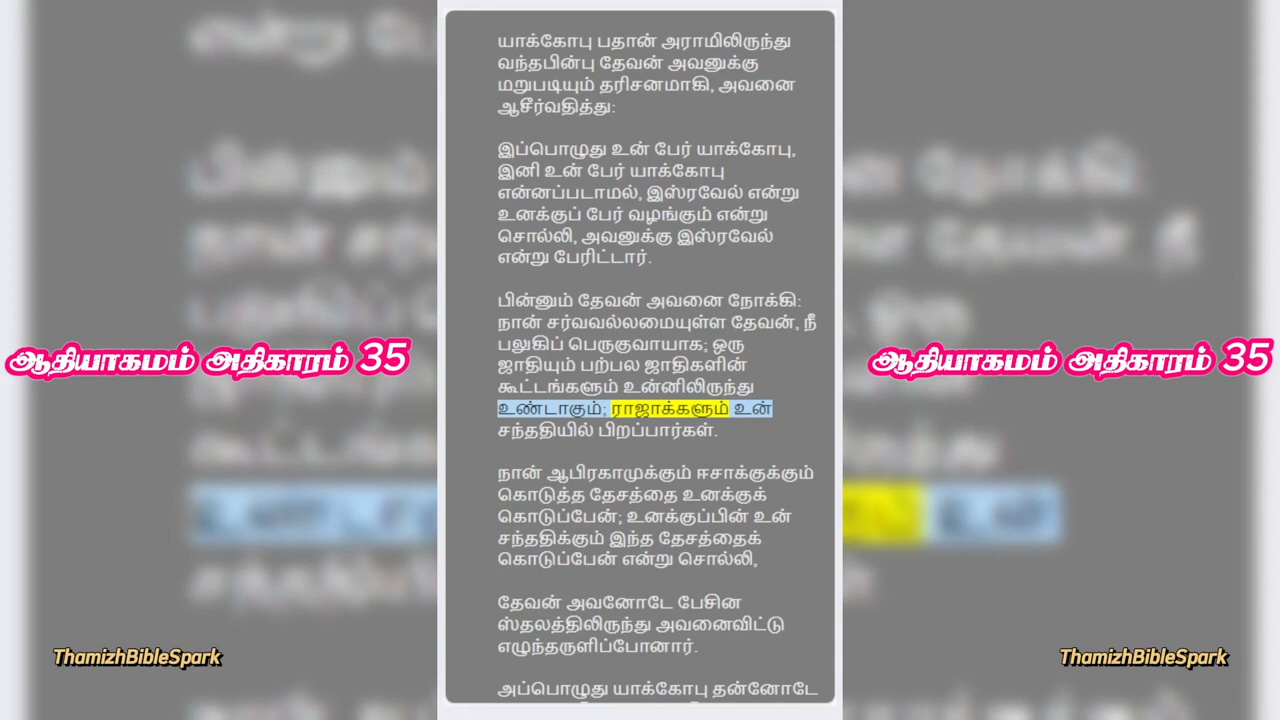 யாக்கோபு பதான் அராமிலிருந்து
வந்தபின்பு தேவன் அவனுக்கு
மறுபடியும் தரிசனமாகி, அவனை
ஆசீர்வதித்து:
இப்பொழுது உன் பேர் யாக்கோபு,
இனி உன் பேர் யாக்கோபு
என்னப்படாமல், இஸ்ரவேல் என்று
உனக்குப் பேர் வழங்கும் என்று
சொல்லி, அவனுக்கு இஸ்ரவேல்
என்று பேரிட்டார்.
பின்னும் தேவன் அவனை நோக்கி:
நான் சர்வவல்லமையுள்ள தேவன், நீ
பலுகிப் பெருகுவாயாக; ஒரு
ஜாதியும் பற்பல ஜாதிகளின்
கூட்டங்களும் உன்னிலிருந்து
உண்டாகும்; ராஜாக்களும் உன்
சந்ததியில் பிறப்பார்கள்.
நான் ஆபிரகாமுக்கும் ஈசாக்குக்கும்
கொடுத்த தேசத்தை உனக்குக்
கொடுப்பேன்; உனக்குப்பின் உன்
சந்ததிக்கும் இந்த தேசத்தைக்
கொடுப்பேன் என்று சொல்லி,
தேவன் அவனோடே பேசின
ஸ்தலத்திலிருந்து அவனைவிட்டு
எழுந்தருளிப்போனார்.
அப்பொழுது யாக்கோபு தன்னோடே
ஆதியாகமம் அதிகாரம் 35
ஆதியாகமம் அதிகாரம் 35
ThamizhBibleSpark
ThamizhBibleSpark